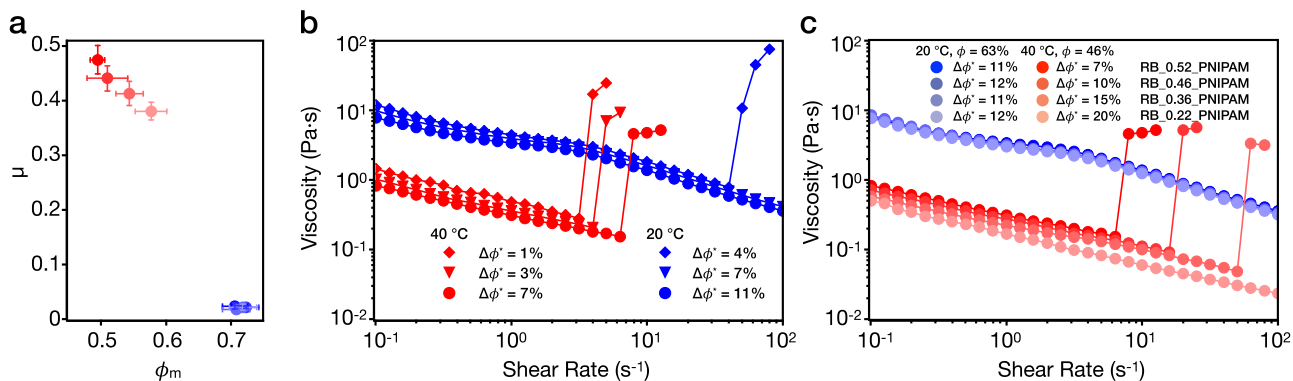 a
0.5
0.4
0.3
0.2
0.1
0
μ
0.5 0.6 0.7
ϕm
b
10²
10¹
10⁰
10⁻¹
10⁻²
Viscosity (Pa·s)
40 °C
Δϕ* = 1%
Δϕ* = 3%
Δϕ* = 7%
20 °C
Δϕ* = 4%
Δϕ* = 7%
Δϕ* = 11%
10⁻¹ 10⁰ 10¹ 10²
Shear Rate (s⁻¹)
c
10²
10¹
10⁰
10⁻¹
10⁻²
Viscosity (Pa·s)
20 °C, ϕ = 63% 40 °C, ϕ = 46%
Δϕ* = 11% Δϕ* = 7% RB_0.52_PNIPAM
Δϕ* = 12% Δϕ* = 10% RB_0.46_PNIPAM
Δϕ* = 11% Δϕ* = 15% RB_0.36_PNIPAM
Δϕ* = 12% Δϕ* = 20% RB_0.22_PNIPAM
10⁻¹ 10⁰ 10¹ 10²
Shear Rate (s⁻¹)